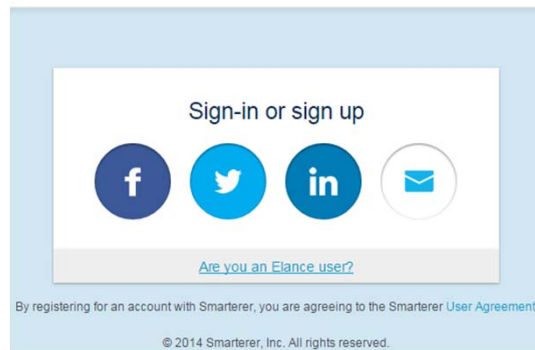 Sign-in or sign up
f in
Are you an Elance user?
By registering for an account with Smarterer, you are agreeing to the Smarterer User Agreement
© 2014 Smarterer, Inc. All rights reserved.